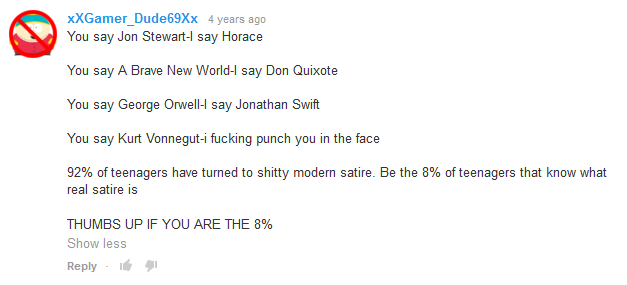 xXGamer_Dude69Xx 4 years ago
You say Jon Stewart-I say Horace
You say A Brave New World-I say Don Quixote
You say George Orwell-I say Jonathan Swift
You say Kurt Vonnegut-i fucking punch you in the face
92% of teenagers have turned to shitty modern satire. Be the 8% of teenagers that know what
real satire is
THUMBS UP IF YOU ARE THE 8%
Show less
Reply ·